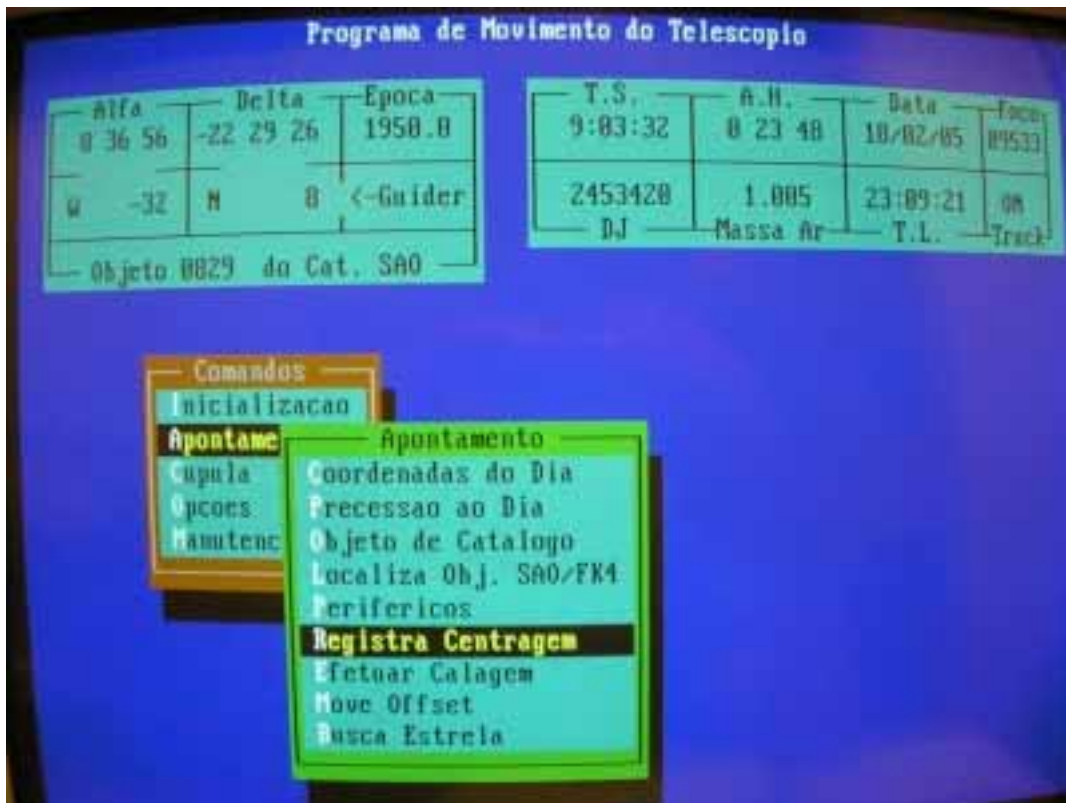 Programa de Movimento do Telescopio
Alfa Delta Epoca
8 36 56 -22 29 26 1950.0
W -32 N 8 <-Guider
Objeto 0829 do Cat. SAO
T.S. A.H. Data Foco
9:03:32 0 23 48 10/02/05 09533
2453420 1.005 23:09:21 ON
DJ Massa Ar T.L. Track
Comandos
Inicializacao
Apontame
Cupula
Opcoes
Manutenc
Apontamento
Coordenadas do Dia
Precessao ao Dia
Objeto de Catalogo
Localiza Obj. SAO/FK4
Perifericos
Registra Centragem
Efetuar Calagem
Move Offset
Busca Estrela